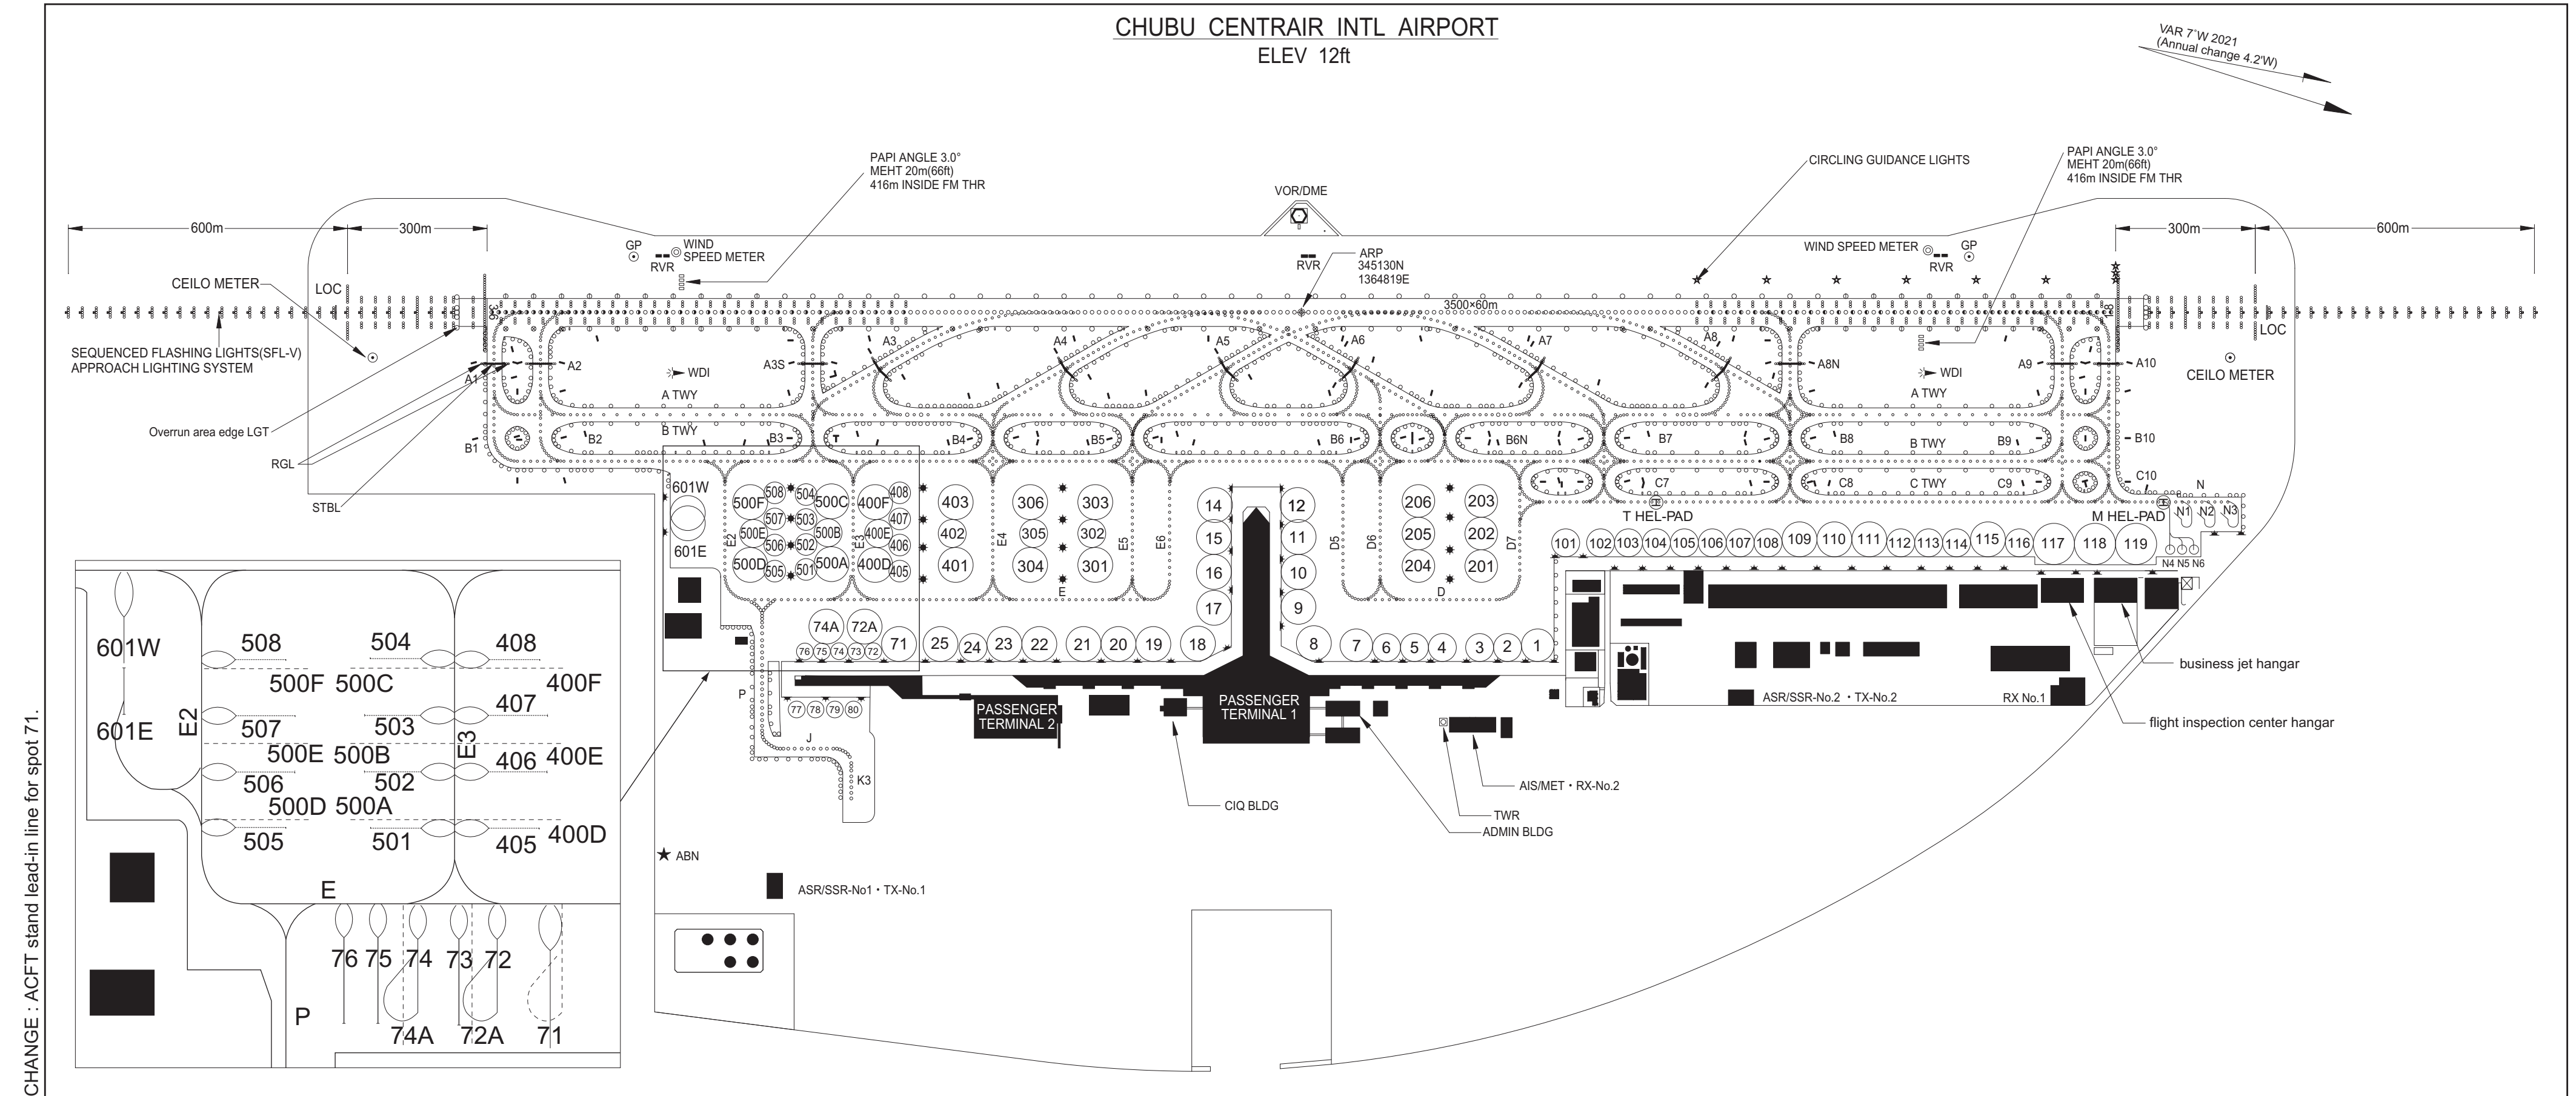 CHUBU CENTRAIR INTL AIRPORT
ELEV 12ft
VAR 7°W 2021
(Annual change 4.2'W)
PAPI ANGLE 3.0°
MEHT 20m(66ft)
416m INSIDE FM THR
CIRCLING GUIDANCE LIGHTS
PAPI ANGLE 3.0°
MEHT 20m(66ft)
416m INSIDE FM THR
VOR/DME
600m
300m
GP
WIND
SPEED METER
RVR
RVR
ARP
345130N
1364819E
WIND SPEED METER
GP
RVR
300m
600m
CEILO METER
LOC
36
3500×60m
18
LOC
SEQUENCED FLASHING LIGHTS(SFL-V)
APPROACH LIGHTING SYSTEM
A1
A2
WDI
A3S
A3
A4
A5
A6
A7
A8
A8N
WDI
A9
A10
CEILO METER
A TWY
A TWY
Overrun area edge LGT
B1
B2
B TWY
B3
B4
B5
B6
B6N
B7
B8
B TWY
B9
B10
RGL
STBL
C7
C8
C TWY
C9
C10
N
N1
N2
N3
T HEL-PAD
M HEL-PAD
601W
601E
E2
500F
508
504
500C
400F
408
403
306
303
507
503
500E
500B
400E
407
402
305
302
506
502
406
500D
505
501
500A
400D
405
401
304
301
E3
E4
E5
E6
E
14
15
16
17
12
11
10
9
D5
D6
D7
D
206
203
205
202
204
201
101
102
103
104
105
106
107
108
109
110
111
112
113
114
115
116
117
118
119
N4
N5
N6
74A
72A
76
75
74
73
72
71
25
24
23
22
21
20
19
18
8
7
6
5
4
3
2
1
P
77
78
79
80
J
K3
PASSENGER
TERMINAL 2
PASSENGER
TERMINAL 1
ASR/SSR-No.2・TX-No.2
RX No.1
business jet hangar
flight inspection center hangar
CIQ BLDG
AIS/MET・RX-No.2
TWR
ADMIN BLDG
ABN
ASR/SSR-No1・TX-No.1
601W
601E
E2
508
504
408
500F
500C
400F
507
503
407
500E
500B
E3
406
400E
506
502
500D
500A
505
501
405
400D
E
76
75
74
73
72
P
74A
72A
71
CHANGE : ACFT stand lead-in line for spot 71.